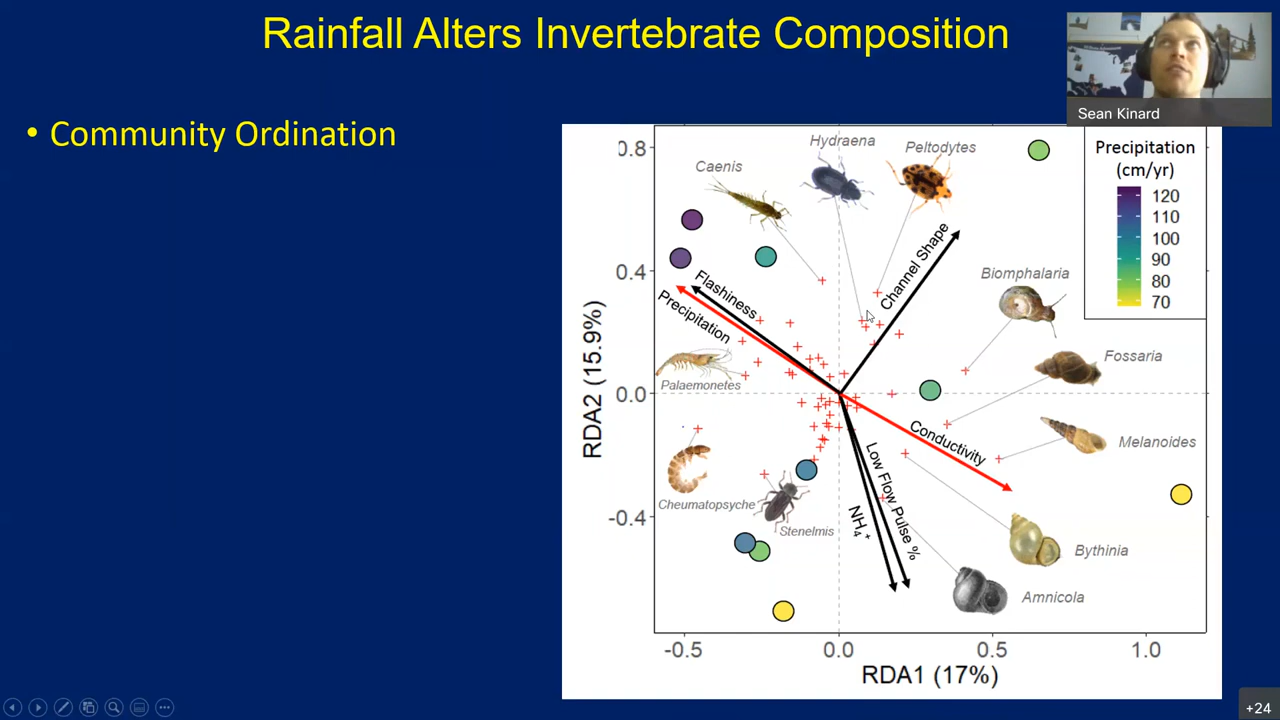 Rainfall Alters Invertebrate Composition
Sean Kinard
• Community Ordination
Precipitation
(cm/yr)
120
110
100
90
80
70
Hydraena
Peltodytes
Caenis
Channel Shape
Biomphalaria
Flashiness
Precipitation
Fossaria
Palaemonetes
Conductivity
Melanoides
Low Flow Pulse %
Cheumatopsyche
Stenelmis
NH4+
Bythinia
Amnicola
0.8
0.4
0.0
-0.4
RDA2 (15.9%)
-0.5
0.0
0.5
1.0
RDA1 (17%)
+24